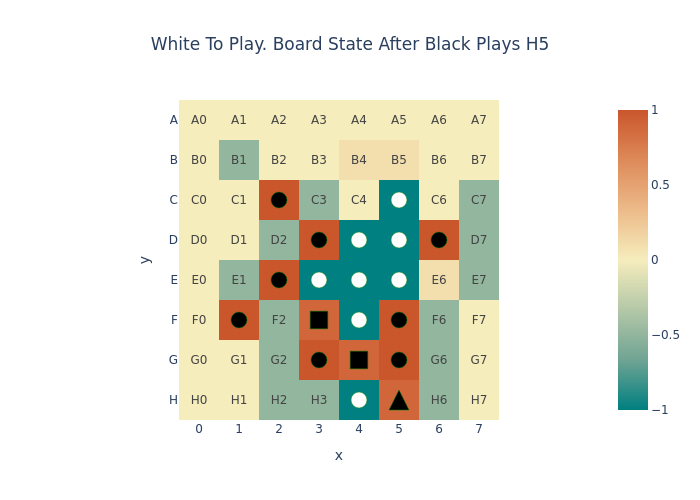 White To Play. Board State After Black Plays H5
A A0 A1 A2 A3 A4 A5 A6 A7
B B0 B1 B2 B3 B4 B5 B6 B7
C C0 C1 C3 C4 C6 C7
D D0 D1 D2 D7
E E0 E1 E6 E7
F F0 F2 F6 F7
G G0 G1 G2 G6 G7
H H0 H1 H2 H3 H6 H7
0 1 2 3 4 5 6 7
x
y
1
0.5
0
−0.5
−1